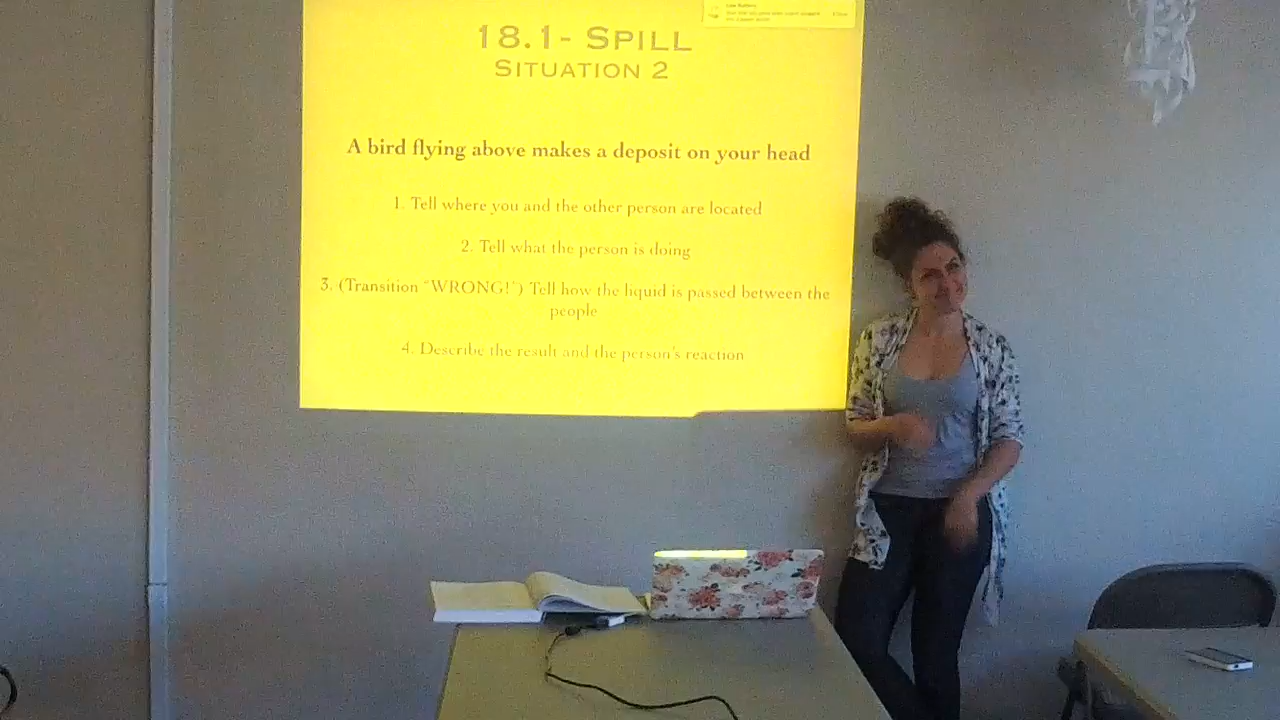 18.1- SPILL
SITUATION 2
A bird flying above makes a deposit on your head
1. Tell where you and the other person are located
2. Tell what the person is doing
3. (Transition "WRONG!") Tell how the liquid is passed between the
people
4. Describe the result and the person's reaction